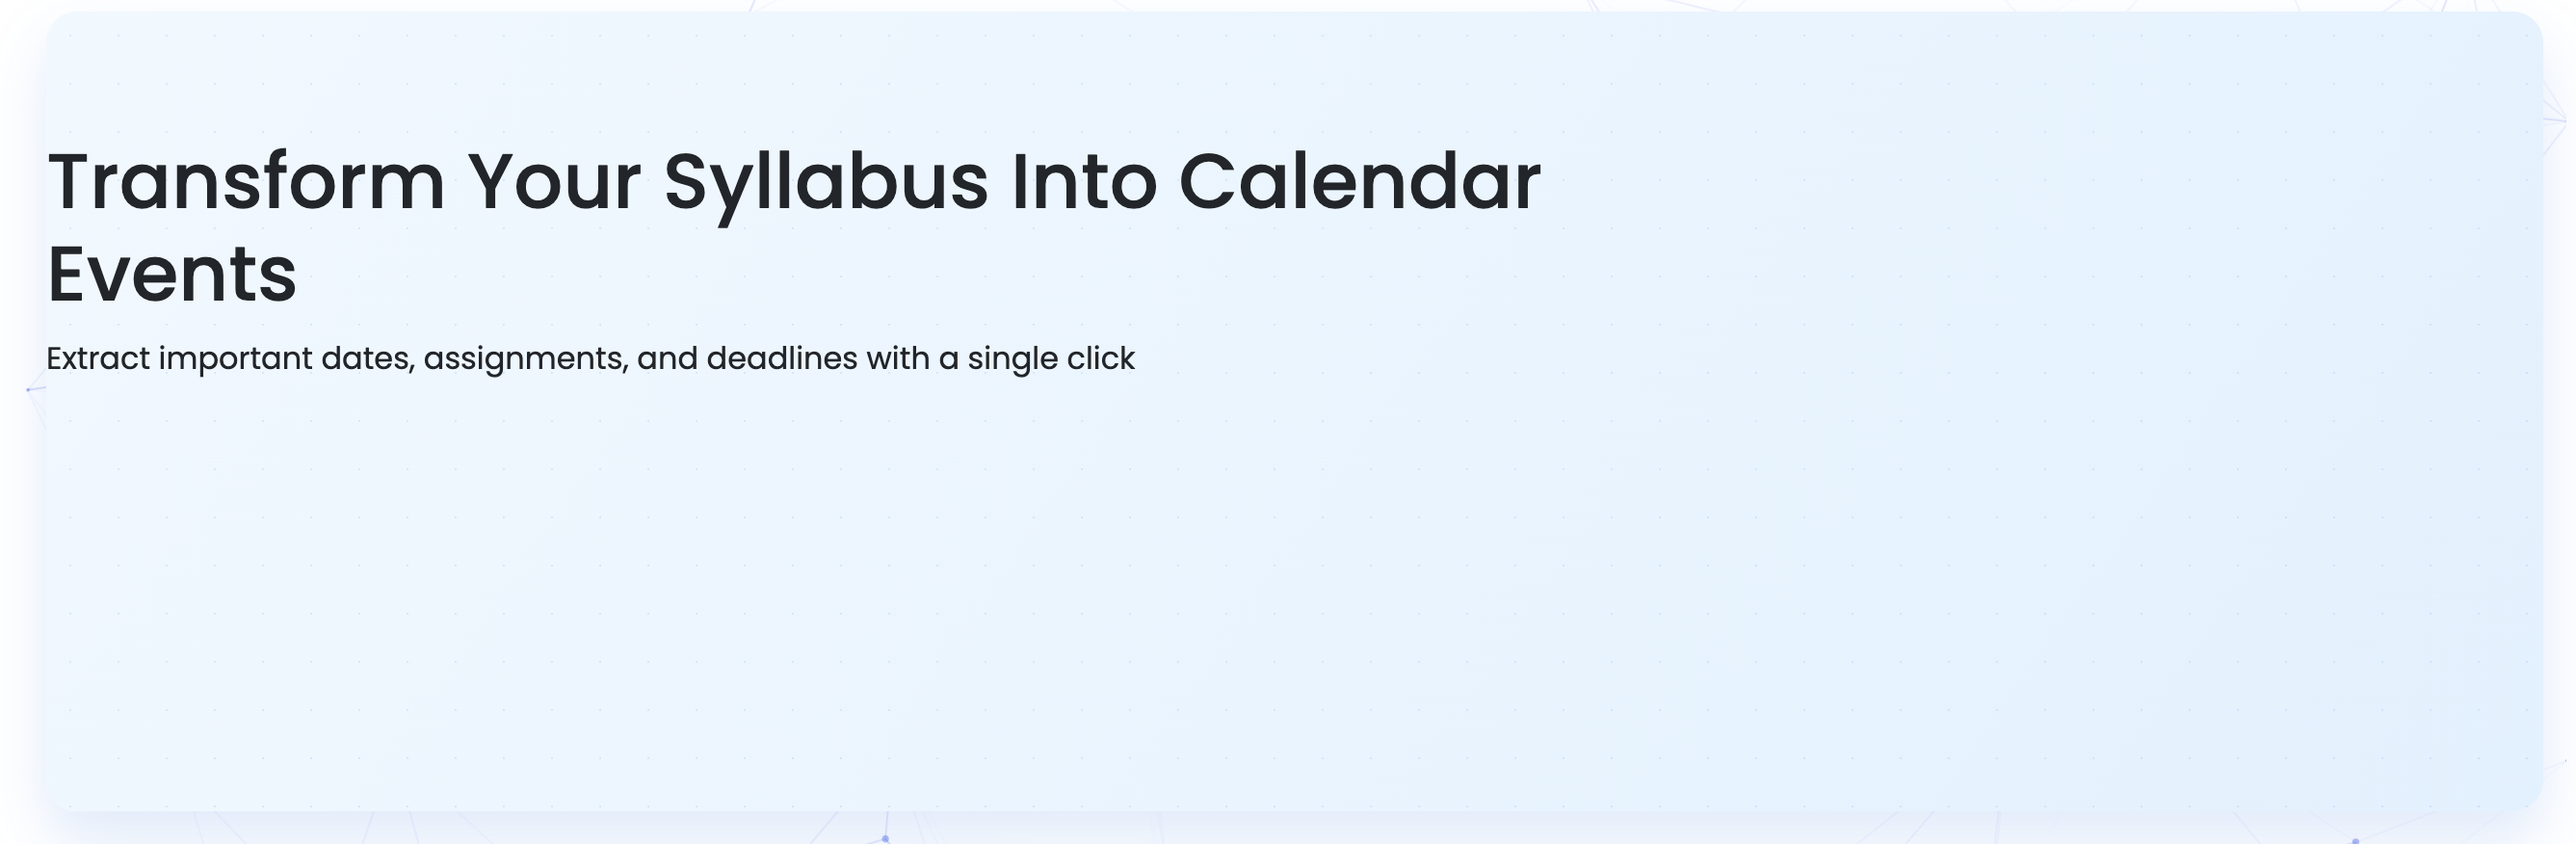 Transform Your Syllabus Into Calendar
Events
Extract important dates, assignments, and deadlines with a single click